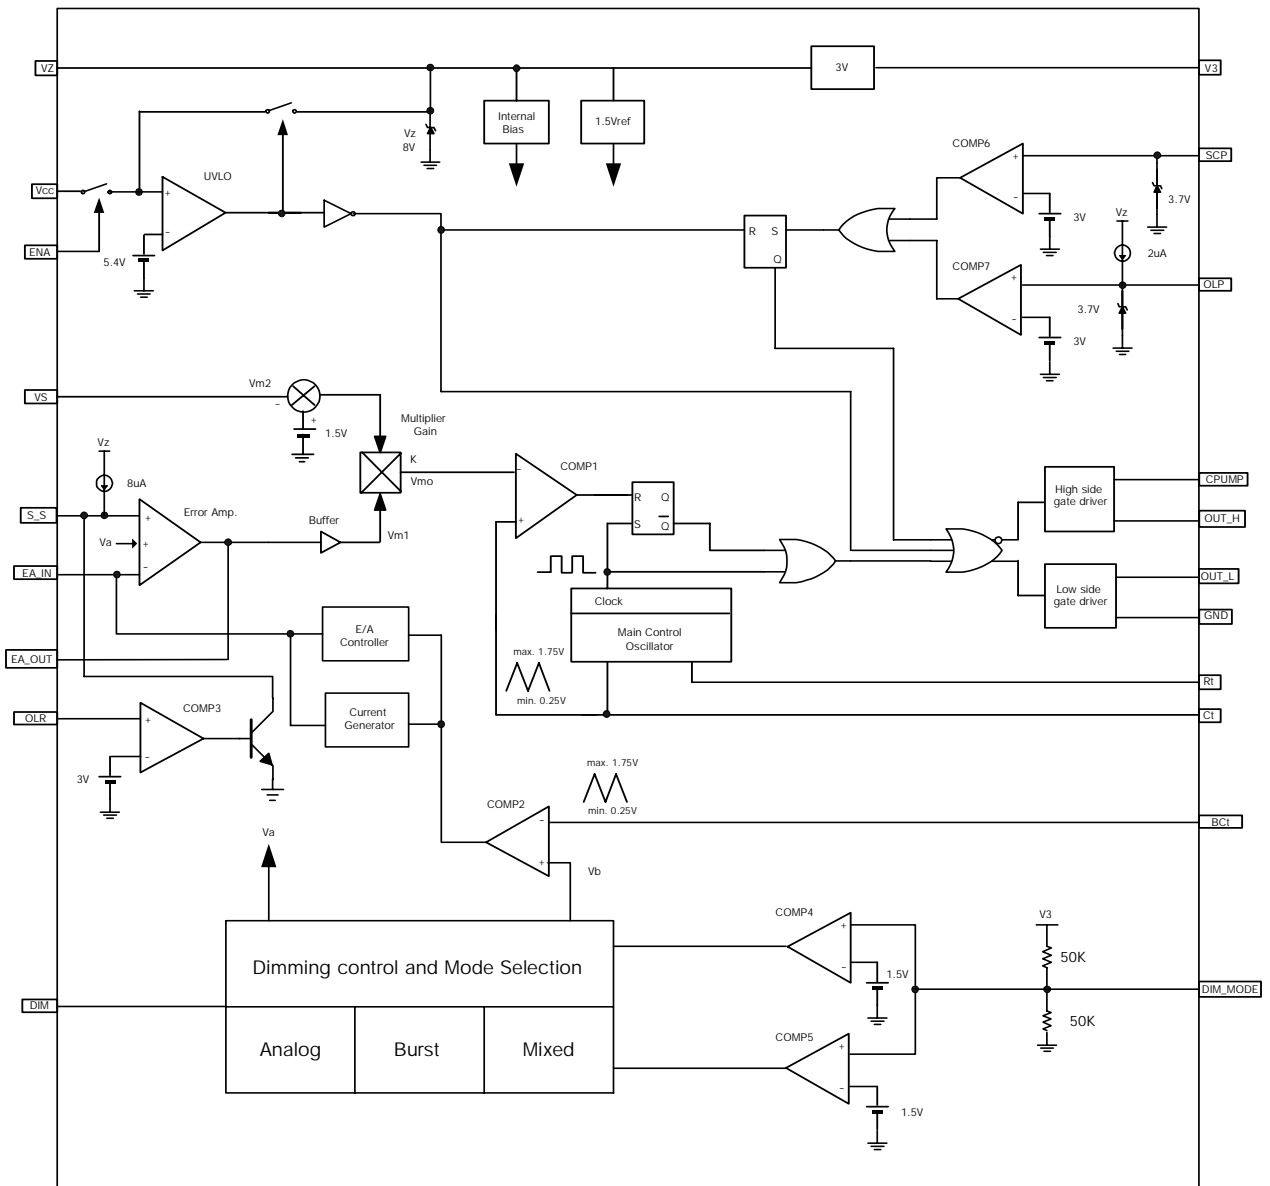 VZ
3V
V3
Internal
Bias
1.5Vref
Vz
8V
COMP6
+
-
SCP
3.7V
3V
Vz
2uA
UVLO
Vcc
+
-
ENA
5.4V
R S
Q
COMP7
+
-
OLP
3.7V
3V
VS
Vm2
-
+
1.5V
Multiplier
Gain
K
Vmo
Vz
8uA
S_S
Error Amp.
+
Va
+
-
EA_IN
Buffer
Vm1
COMP1
-
+
R Q
S Q
High side
gate driver
CPUMP
OUT_H
Low side
gate driver
OUT_L
GND
Clock
Main Control
Oscillator
E/A
Controller
EA_OUT
max. 1.75V
min. 0.25V
Rt
Ct
OLR
COMP3
+
-
3V
Current
Generator
max. 1.75V
min. 0.25V
COMP2
-
+
BCt
Va
Vb
COMP4
+
-
1.5V
V3
50K
DIM_MODE
50K
Dimming control and Mode Selection
DIM
Analog
Burst
Mixed
COMP5
+
-
1.5V